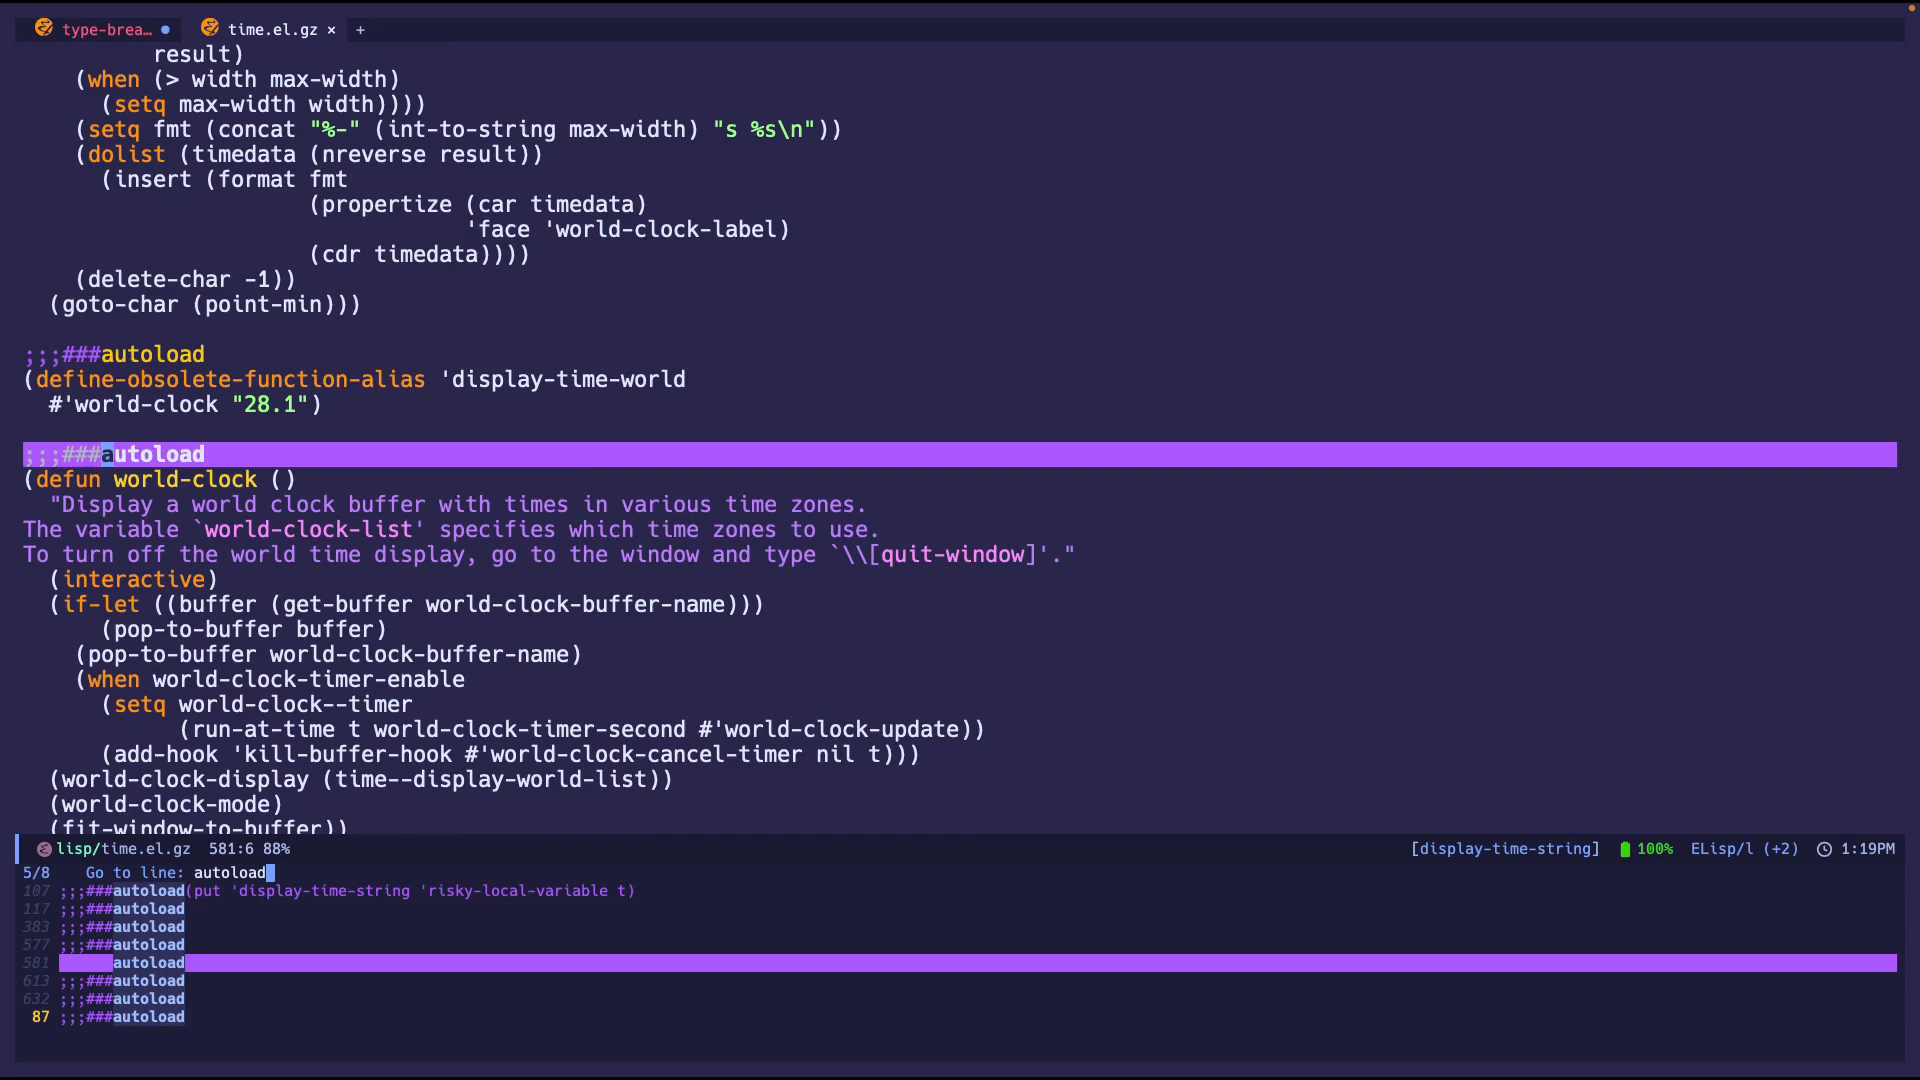 type-brea… ● time.el.gz × +
result)
(when (> width max-width)
(setq max-width width))))
(setq fmt (concat "%-" (int-to-string max-width) "s %s\n"))
(dolist (timedata (nreverse result))
(insert (format fmt
(propertize (car timedata)
'face 'world-clock-label)
(cdr timedata))))
(delete-char -1))
(goto-char (point-min)))
;;;###autoload
(define-obsolete-function-alias 'display-time-world
#'world-clock "28.1")
;;;###autoload
(defun world-clock ()
"Display a world clock buffer with times in various time zones.
The variable `world-clock-list' specifies which time zones to use.
To turn off the world time display, go to the window and type `\\[quit-window]'."
(interactive)
(if-let ((buffer (get-buffer world-clock-buffer-name)))
(pop-to-buffer buffer)
(pop-to-buffer world-clock-buffer-name)
(when world-clock-timer-enable
(setq world-clock--timer
(run-at-time t world-clock-timer-second #'world-clock-update))
(add-hook 'kill-buffer-hook #'world-clock-cancel-timer nil t)))
(world-clock-display (time--display-world-list))
(world-clock-mode)
(fit-window-to-buffer))
lisp/time.el.gz 581:6 88% [display-time-string] 100% ELisp/l (+2) 1:19PM
5/8 Go to line: autoload
107 ;;;###autoload(put 'display-time-string 'risky-local-variable t)
117 ;;;###autoload
383 ;;;###autoload
577 ;;;###autoload
581 autoload
613 ;;;###autoload
632 ;;;###autoload
87 ;;;###autoload